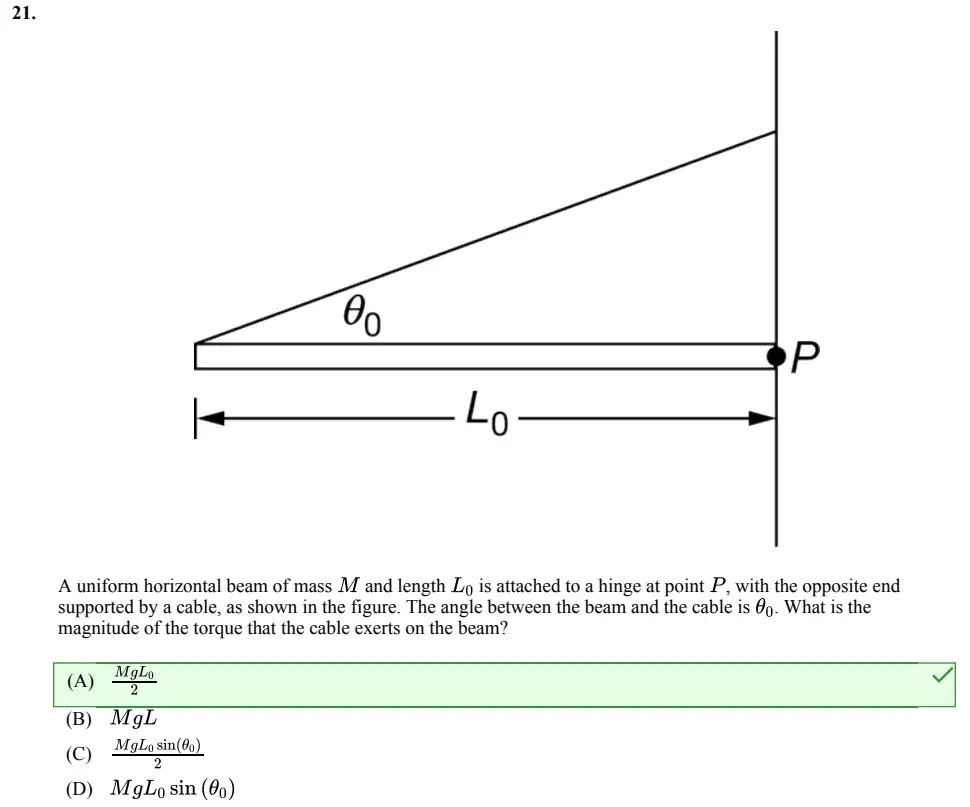 21.
θ₀
P
L₀
A uniform horizontal beam of mass M and length L₀ is attached to a hinge at point P, with the opposite end
supported by a cable, as shown in the figure. The angle between the beam and the cable is θ₀. What is the
magnitude of the torque that the cable exerts on the beam?
(A) MgL₀/2
(B) MgL
(C) MgL₀ sin(θ₀)/2
(D) MgL₀ sin (θ₀)